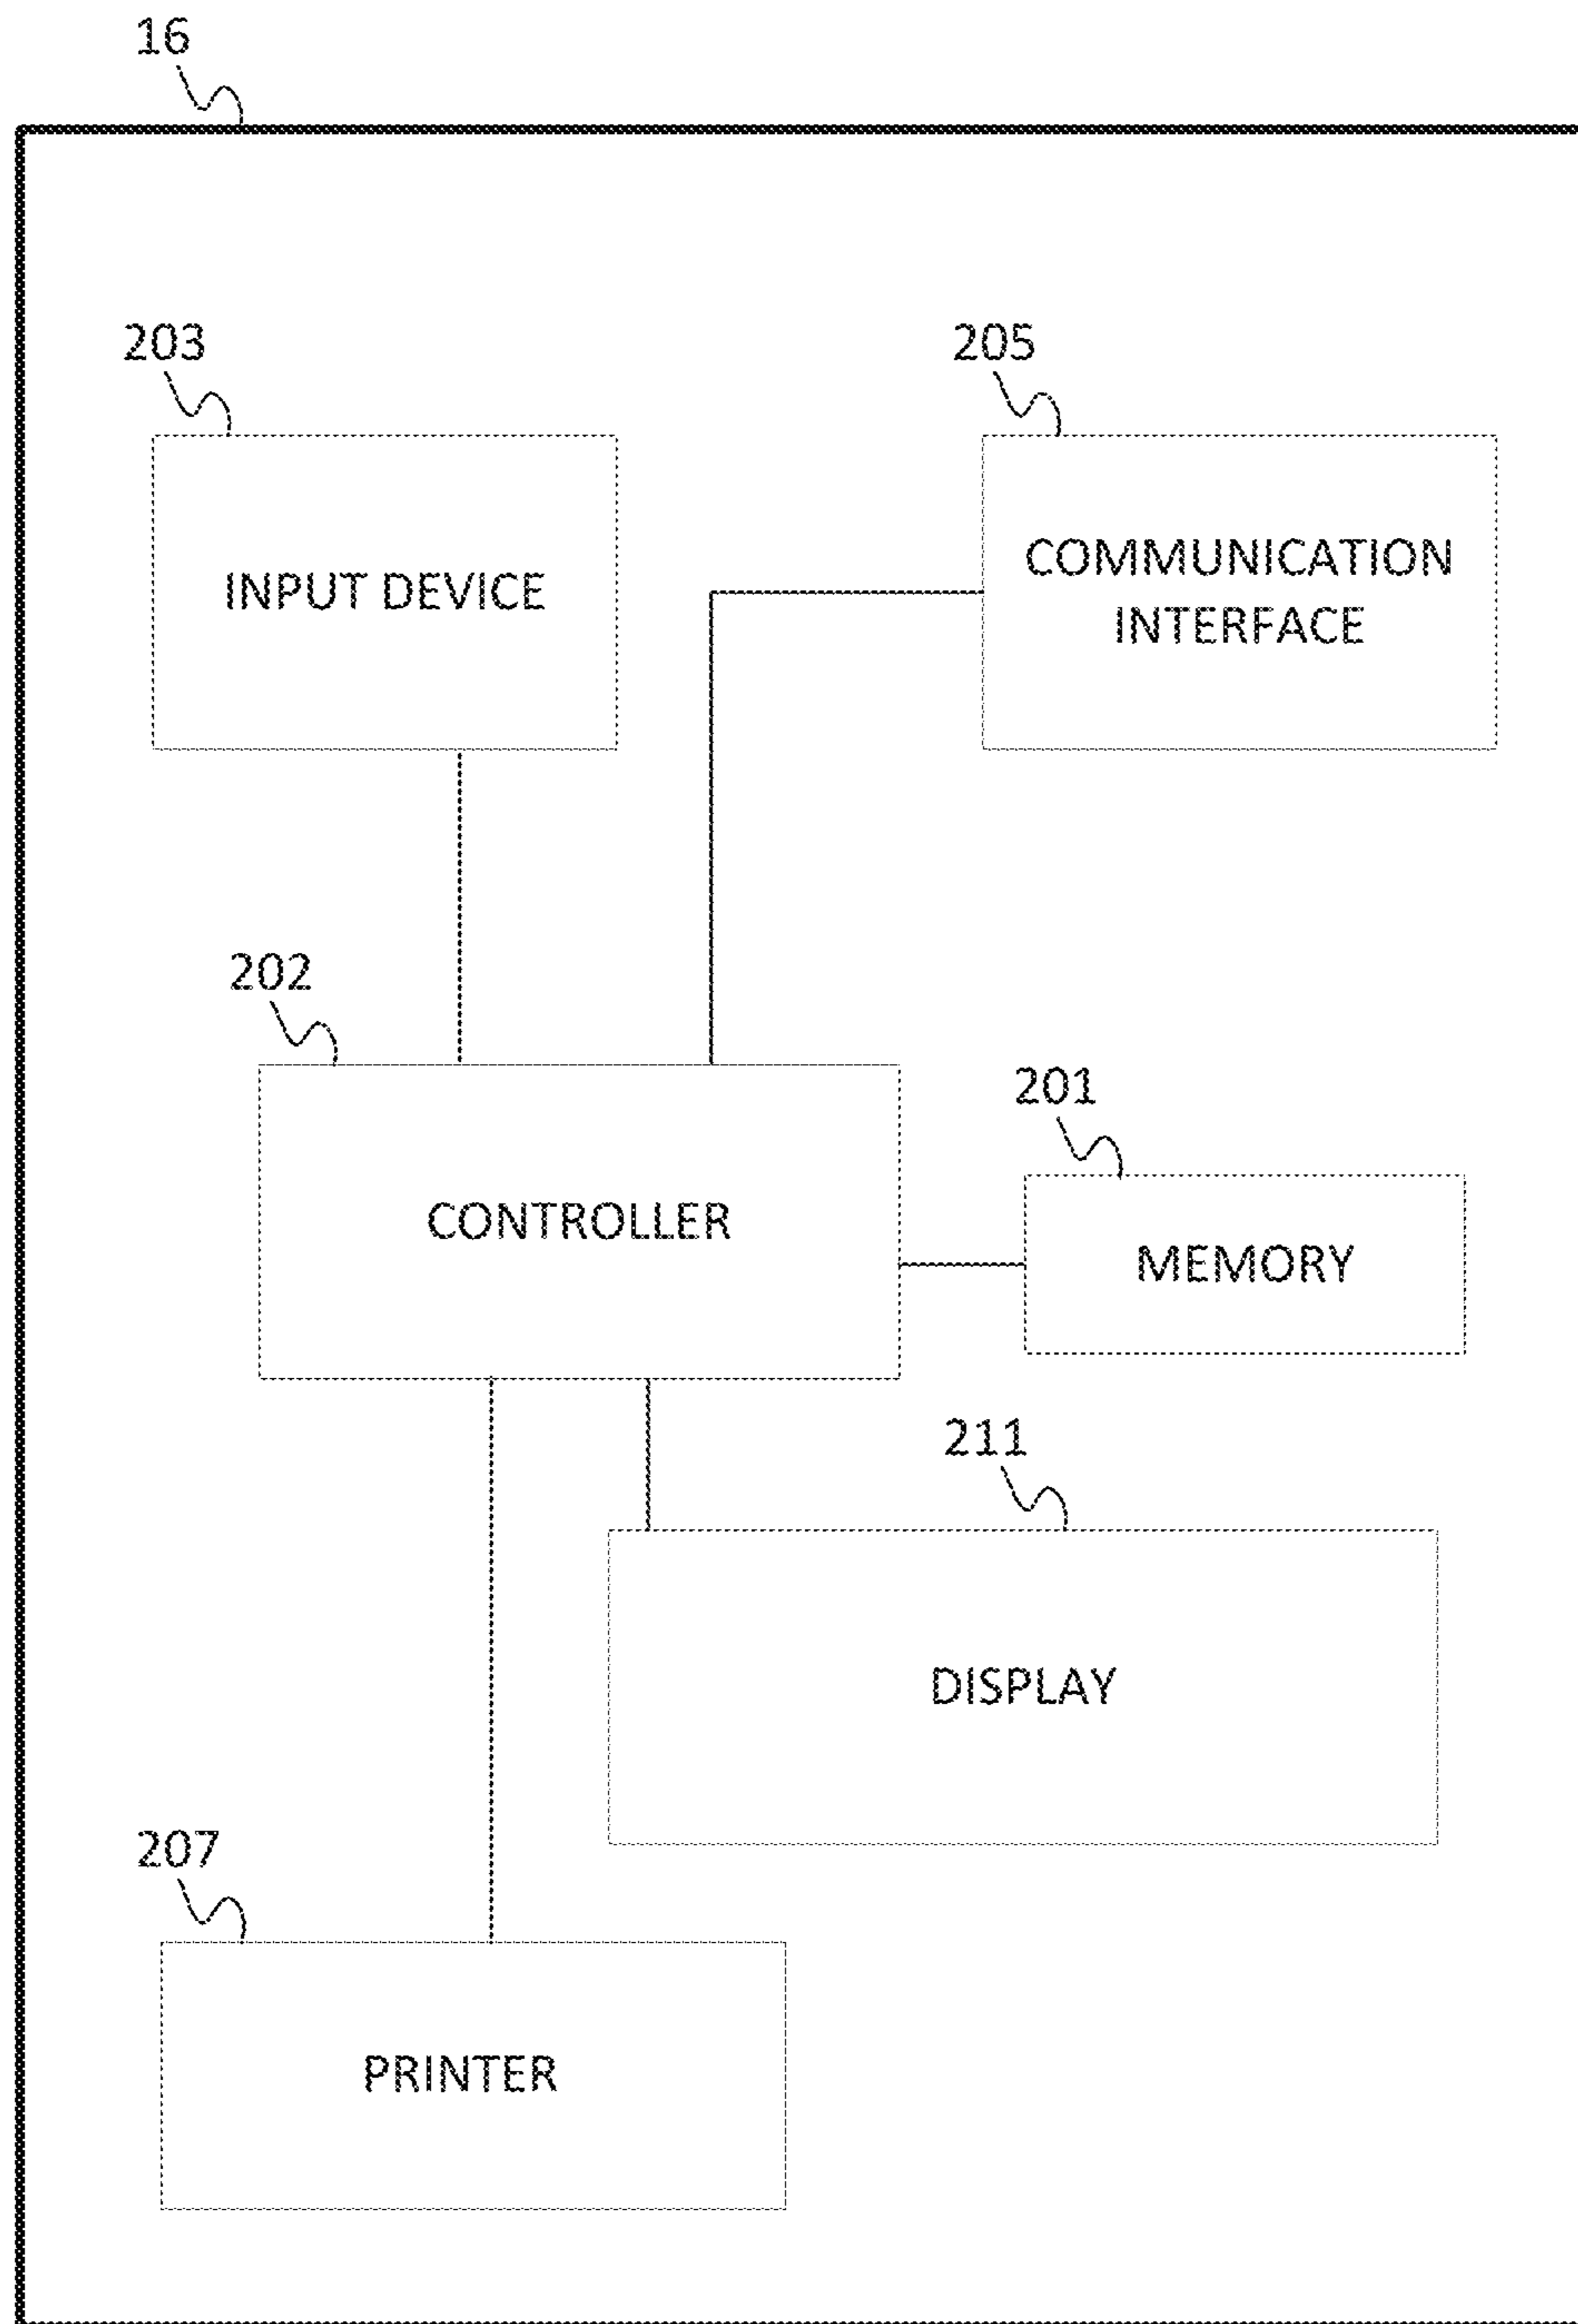 16
203
205
INPUT DEVICE
COMMUNICATION
INTERFACE
202
201
CONTROLLER
MEMORY
211
DISPLAY
207
PRINTER